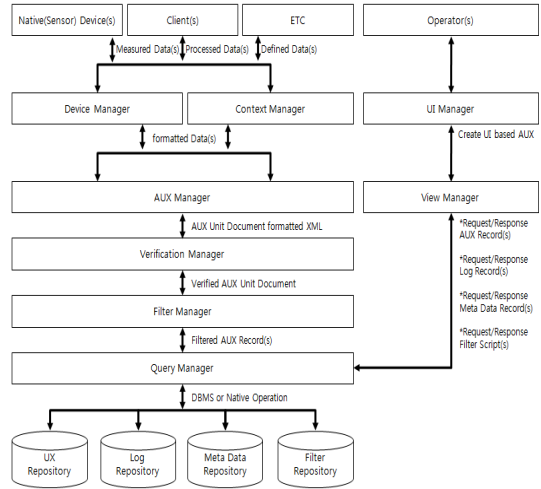 Native(Sensor) Device(s)
Client(s)
ETC
Operator(s)
Measured Data(s)
Processed Data(s)
Defined Data(s)
Device Manager
Context Manager
UI Manager
formatted Data(s)
Create UI based AUX
AUX Manager
View Manager
AUX Unit Document formatted XML
*Request/Response
AUX Record(s)
*Request/Response
Log Record(s)
*Request/Response
Meta Data Record(s)
*Request/Response
Filter Script(s)
Verification Manager
Verified AUX Unit Document
Filter Manager
Filtered AUX Record(s)
Query Manager
DBMS or Native Operation
UX
Repository
Log
Repository
Meta Data
Repository
Filter
Repository